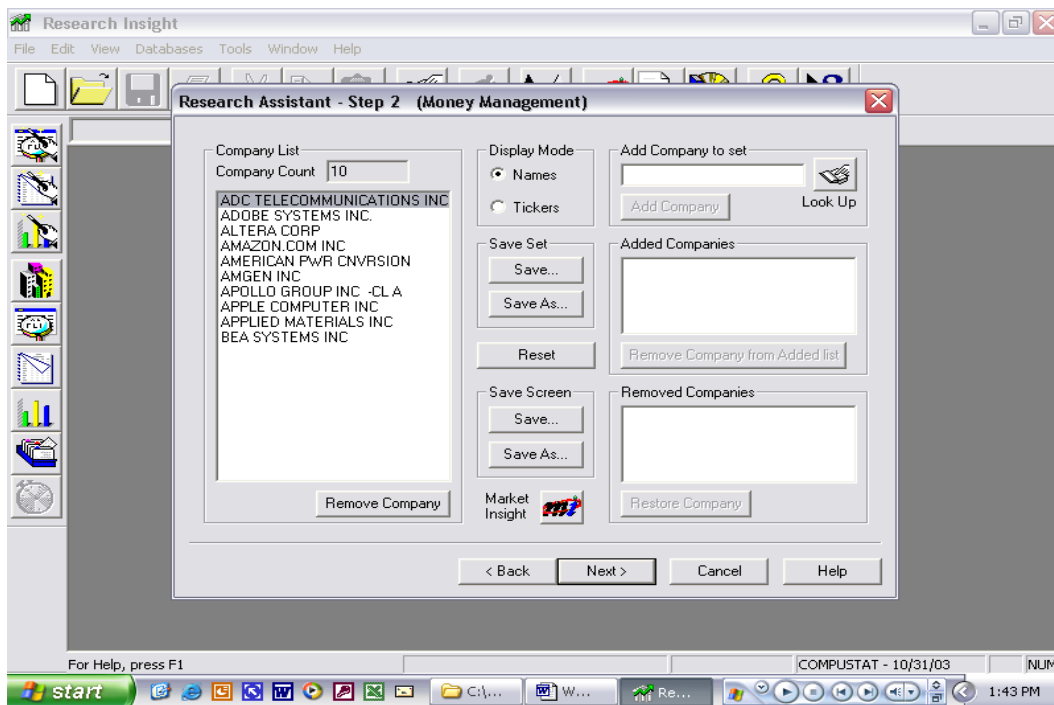 Research Insight
File Edit View Databases Tools Window Help
Research Assistant - Step 2 (Money Management)
Company List
Company Count 10
ADC TELECOMMUNICATIONS INC
ADOBE SYSTEMS INC.
ALTERA CORP
AMAZON.COM INC
AMERICAN PWR CNVRSION
AMGEN INC
APOLLO GROUP INC -CL A
APPLE COMPUTER INC
APPLIED MATERIALS INC
BEA SYSTEMS INC
Remove Company
Display Mode
Names
Tickers
Save Set
Save...
Save As...
Reset
Save Screen
Save...
Save As...
Market
Insight
mi
Add Company to set
Add Company
Look Up
Added Companies
Remove Company from Added list
Removed Companies
Restore Company
< Back Next > Cancel Help
For Help, press F1 COMPUSTAT - 10/31/03 NUM
start C:\... W... Re... 1:43 PM